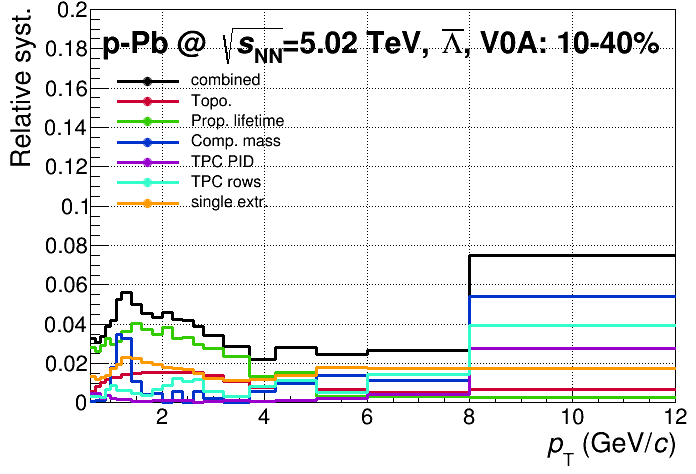 Relative syst.
p-Pb @ √s_NN=5.02 TeV, Λ̅, V0A: 10-40%
combined
Topo.
Prop. lifetime
Comp. mass
TPC PID
TPC rows
single extr.
0.2
0.18
0.16
0.14
0.12
0.1
0.08
0.06
0.04
0.02
0
2 4 6 8 10 12
p_T (GeV/c)